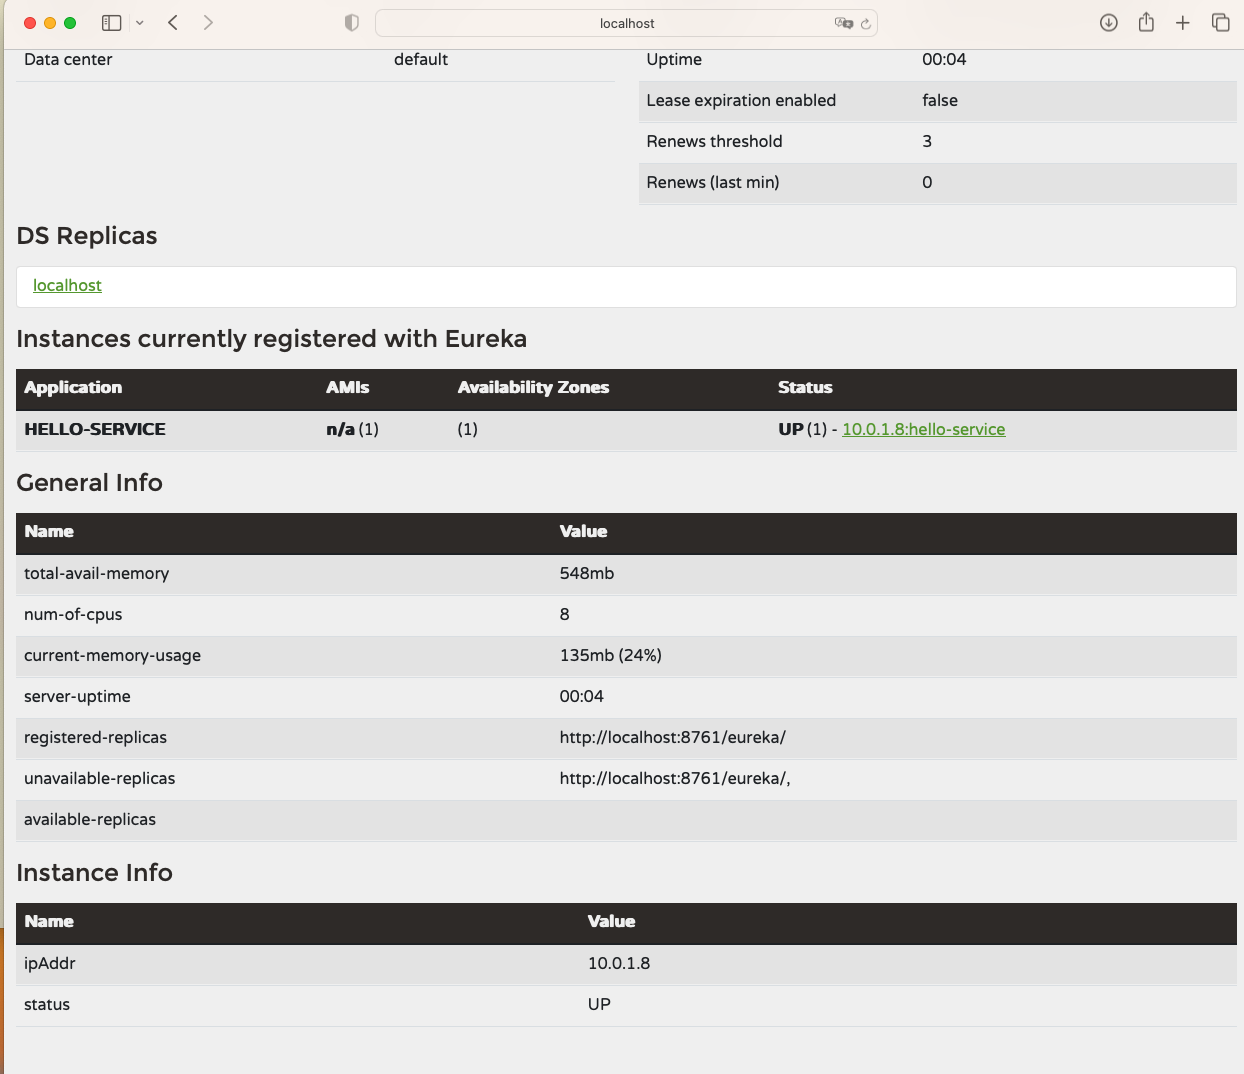 localhost
Data center default
Uptime 00:04
Lease expiration enabled false
Renews threshold 3
Renews (last min) 0
DS Replicas
localhost
Instances currently registered with Eureka
Application AMIs Availability Zones Status
HELLO-SERVICE n/a (1) (1) UP (1) - 10.0.1.8:hello-service
General Info
Name Value
total-avail-memory 548mb
num-of-cpus 8
current-memory-usage 135mb (24%)
server-uptime 00:04
registered-replicas http://localhost:8761/eureka/
unavailable-replicas http://localhost:8761/eureka/,
available-replicas
Instance Info
Name Value
ipAddr 10.0.1.8
status UP